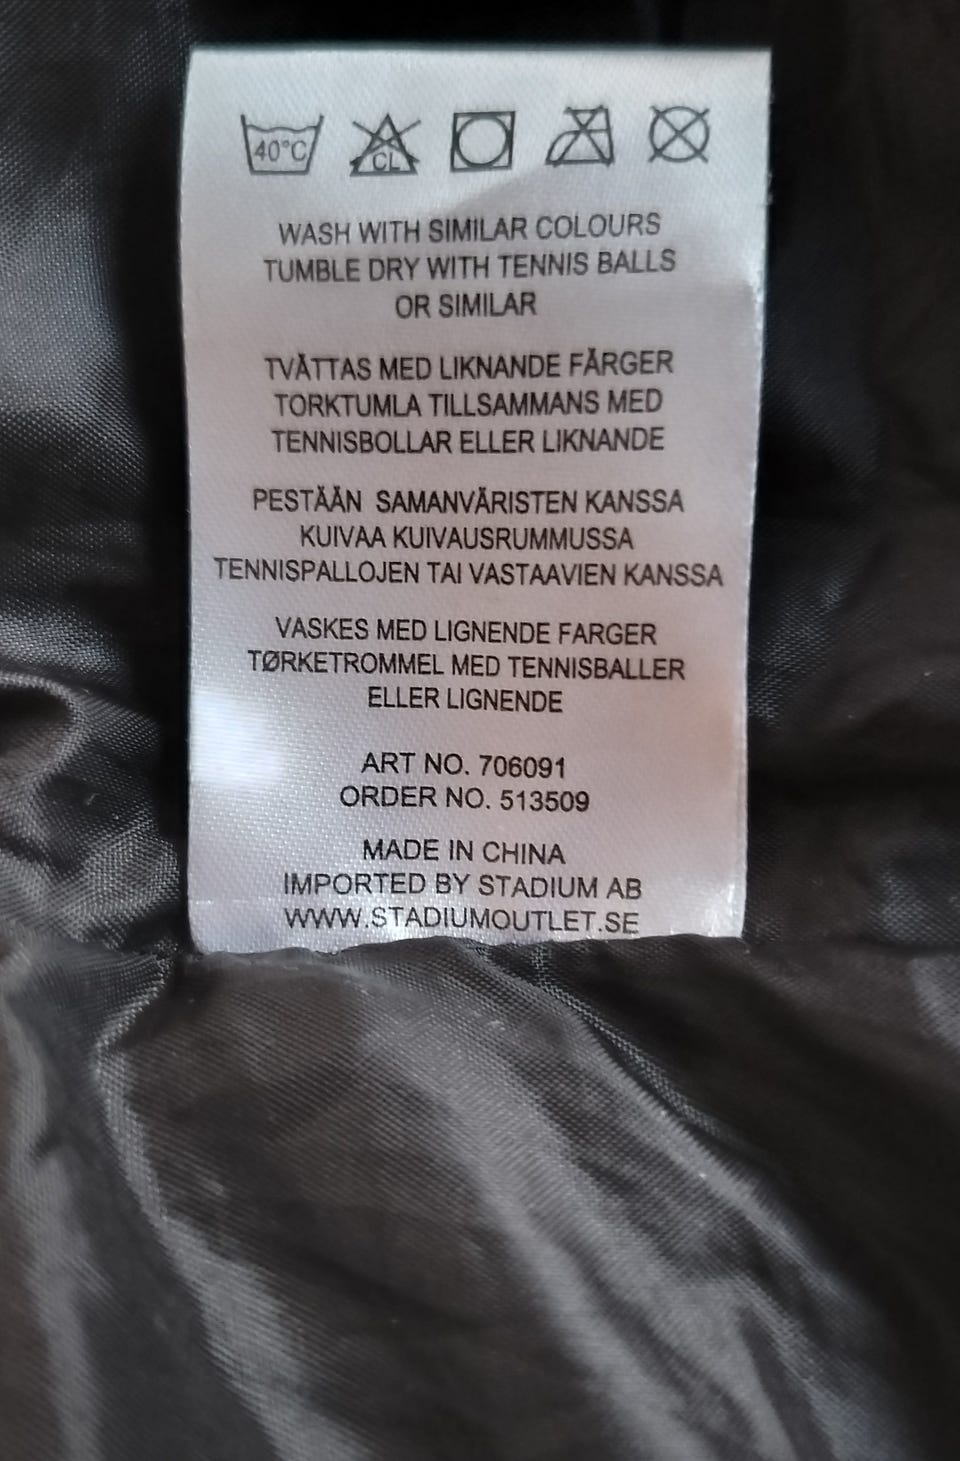 40°C CL
WASH WITH SIMILAR COLOURS
TUMBLE DRY WITH TENNIS BALLS
OR SIMILAR
TVÄTTAS MED LIKNANDE FÄRGER
TORKTUMLA TILLSAMMANS MED
TENNISBOLLAR ELLER LIKNANDE
PESTÄÄN SAMANVÄRISTEN KANSSA
KUIVAA KUIVAUSRUMMUSSA
TENNISPALLOJEN TAI VASTAAVIEN KANSSA
VASKES MED LIGNENDE FARGER
TØRKETROMMEL MED TENNISBALLER
ELLER LIGNENDE
ART NO. 706091
ORDER NO. 513509
MADE IN CHINA
IMPORTED BY STADIUM AB
WWW.STADIUMOUTLET.SE